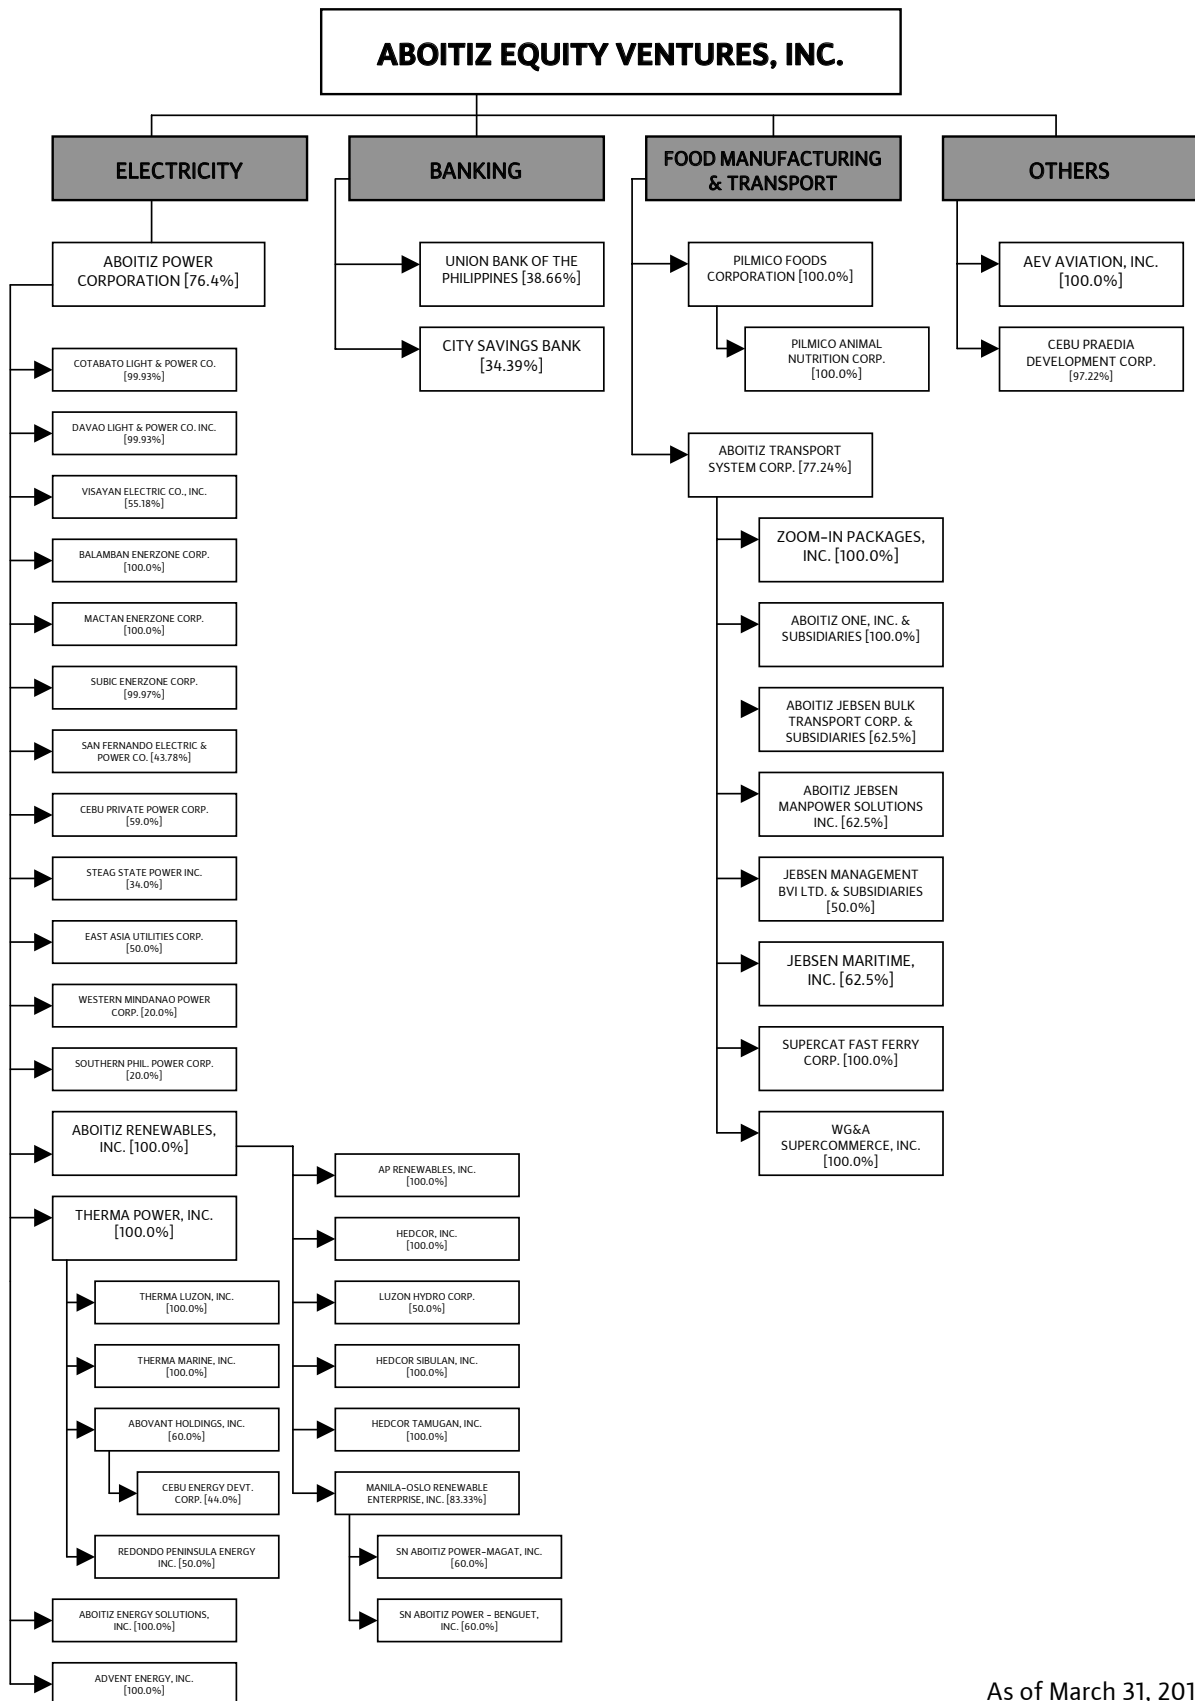 ABOITIZ EQUITY VENTURES, INC.
ELECTRICITY
BANKING
FOOD MANUFACTURING
& TRANSPORT
OTHERS
ABOITIZ POWER
CORPORATION [76.4%]
COTABATO LIGHT & POWER CO.
[99.93%]
DAVAO LIGHT & POWER CO. INC.
[99.93%]
VISAYAN ELECTRIC CO., INC.
[55.18%]
BALAMBAN ENERZONE CORP.
[100.0%]
MACTAN ENERZONE CORP.
[100.0%]
SUBIC ENERZONE CORP.
[99.97%]
SAN FERNANDO ELECTRIC &
POWER CO. [43.78%]
CEBU PRIVATE POWER CORP.
[59.0%]
STEAG STATE POWER INC.
[34.0%]
EAST ASIA UTILITIES CORP.
[50.0%]
WESTERN MINDANAO POWER
CORP. [20.0%]
SOUTHERN PHIL. POWER CORP.
[20.0%]
ABOITIZ RENEWABLES,
INC. [100.0%]
THERMA POWER, INC.
[100.0%]
THERMA LUZON, INC.
[100.0%]
THERMA MARINE, INC.
[100.0%]
ABOVANT HOLDINGS, INC.
[60.0%]
CEBU ENERGY DEVT.
CORP. [44.0%]
REDONDO PENINSULA ENERGY
INC. [50.0%]
ABOITIZ ENERGY SOLUTIONS,
INC. [100.0%]
ADVENT ENERGY, INC.
[100.0%]
AP RENEWABLES, INC.
[100.0%]
HEDCOR, INC.
[100.0%]
LUZON HYDRO CORP.
[50.0%]
HEDCOR SIBULAN, INC.
[100.0%]
HEDCOR TAMUGAN, INC.
[100.0%]
MANILA-OSLO RENEWABLE
ENTERPRISE, INC. [83.33%]
SN ABOITIZ POWER-MAGAT, INC.
[60.0%]
SN ABOITIZ POWER - BENGUET,
INC. [60.0%]
UNION BANK OF THE
PHILIPPINES [38.66%]
CITY SAVINGS BANK
[34.39%]
PILMICO FOODS
CORPORATION [100.0%]
PILMICO ANIMAL
NUTRITION CORP.
[100.0%]
ABOITIZ TRANSPORT
SYSTEM CORP. [77.24%]
ZOOM-IN PACKAGES,
INC. [100.0%]
ABOITIZ ONE, INC. &
SUBSIDIARIES [100.0%]
ABOITIZ JEBSEN BULK
TRANSPORT CORP. &
SUBSIDIARIES [62.5%]
ABOITIZ JEBSEN
MANPOWER SOLUTIONS
INC. [62.5%]
JEBSEN MANAGEMENT
BVI LTD. & SUBSIDIARIES
[50.0%]
JEBSEN MARITIME,
INC. [62.5%]
SUPERCAT FAST FERRY
CORP. [100.0%]
WG&A
SUPERCOMMERCE, INC.
[100.0%]
AEV AVIATION, INC.
[100.0%]
CEBU PRAEDIA
DEVELOPMENT CORP.
[97.22%]
As of March 31, 201